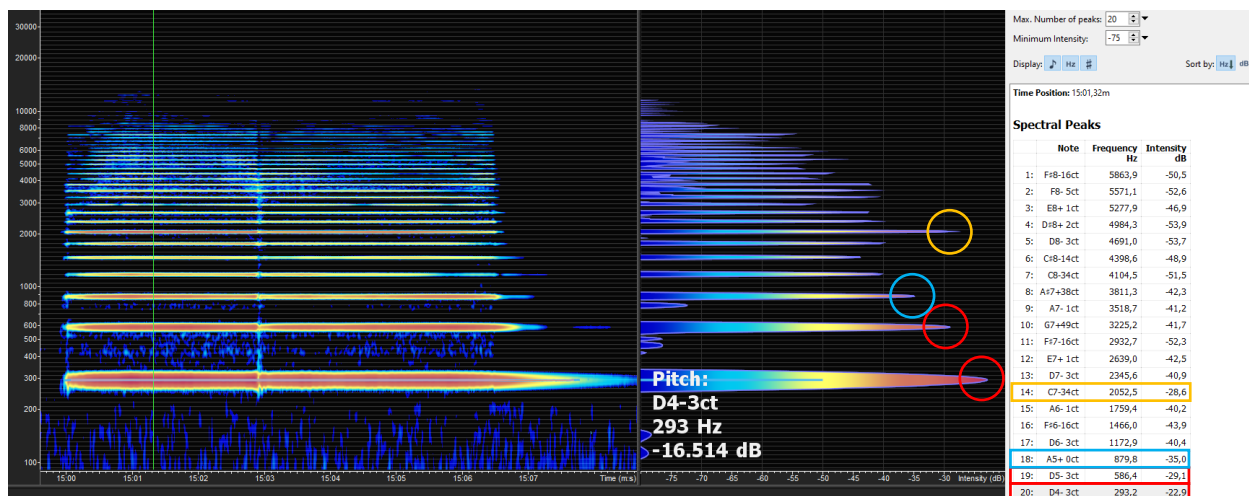 30000
20000
10000
8000
6000
5000
4000
3000
2000
1000
800
600
500
400
300
200
100
15:00 15:01 15:02 15:03 15:04 15:05 15:06 15:07 Time (m:s)
Pitch:
D4-3ct
293 Hz
-16.514 dB
-75 -70 -65 -60 -55 -50 -45 -40 -35 -30 -25 Intensity (dB)
Max. Number of peaks: 20
Minimum Intensity: -75
Display: ♪ Hz # Sort by: Hz dB
Time Position: 15:01,32m
Spectral Peaks
Note Frequency Hz Intensity dB
1: F#8-16ct 5863,9 -50,5
2: F8- 5ct 5571,1 -52,6
3: E8+ 1ct 5277,9 -46,9
4: D#8+ 2ct 4984,3 -53,9
5: D8- 3ct 4691,0 -53,7
6: C#8-14ct 4398,6 -48,9
7: C8-34ct 4104,5 -51,5
8: A#7+38ct 3811,3 -42,3
9: A7- 1ct 3518,7 -41,2
10: G7+49ct 3225,2 -41,7
11: F#7-16ct 2932,7 -52,3
12: E7+ 1ct 2639,0 -42,5
13: D7- 3ct 2345,6 -40,9
14: C7-34ct 2052,5 -28,6
15: A6- 1ct 1759,4 -40,2
16: F#6-16ct 1466,0 -43,9
17: D6- 3ct 1172,9 -40,4
18: A5+ 0ct 879,8 -35,0
19: D5- 3ct 586,4 -29,1
20: D4- 3ct 293,2 -22,9